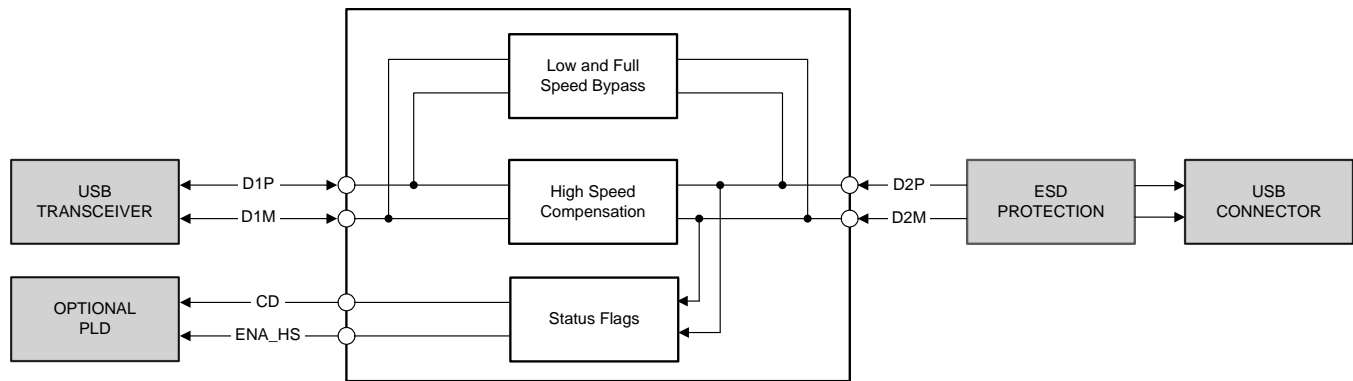 Low and Full
Speed Bypass
USB
TRANSCEIVER
D1P
D1M
High Speed
Compensation
D2P
D2M
ESD
PROTECTION
USB
CONNECTOR
OPTIONAL
PLD
CD
ENA_HS
Status Flags